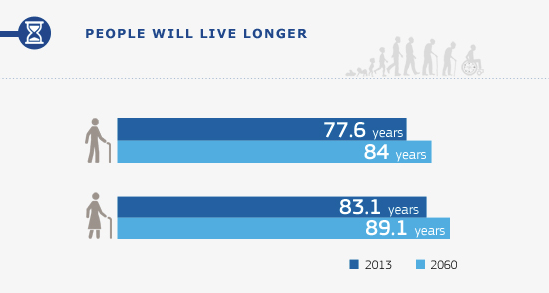 PEOPLE WILL LIVE LONGER
77.6 years
84 years
83.1 years
89.1 years
2013 2060